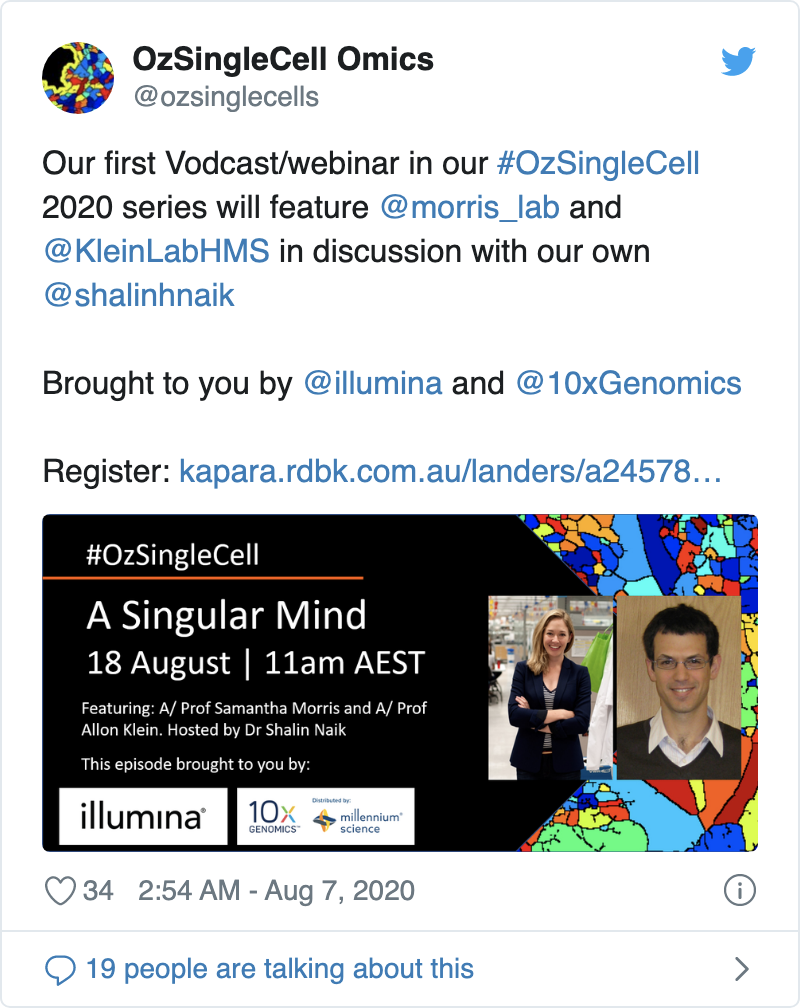 OzSingleCell Omics
@ozsinglecells
Our first Vodcast/webinar in our #OzSingleCell
2020 series will feature @morris_lab and
@KleinLabHMS in discussion with our own
@shalinhnaik
Brought to you by @illumina and @10xGenomics
Register: kapara.rdbk.com.au/landers/a24578…
#OzSingleCell
A Singular Mind
18 August | 11am AEST
Featuring: A/ Prof Samantha Morris and A/ Prof
Allon Klein. Hosted by Dr Shalin Naik
This episode brought to you by:
illumina®
10x
GENOMICS™
Distributed by:
millennium®
science
34 2:54 AM - Aug 7, 2020
19 people are talking about this